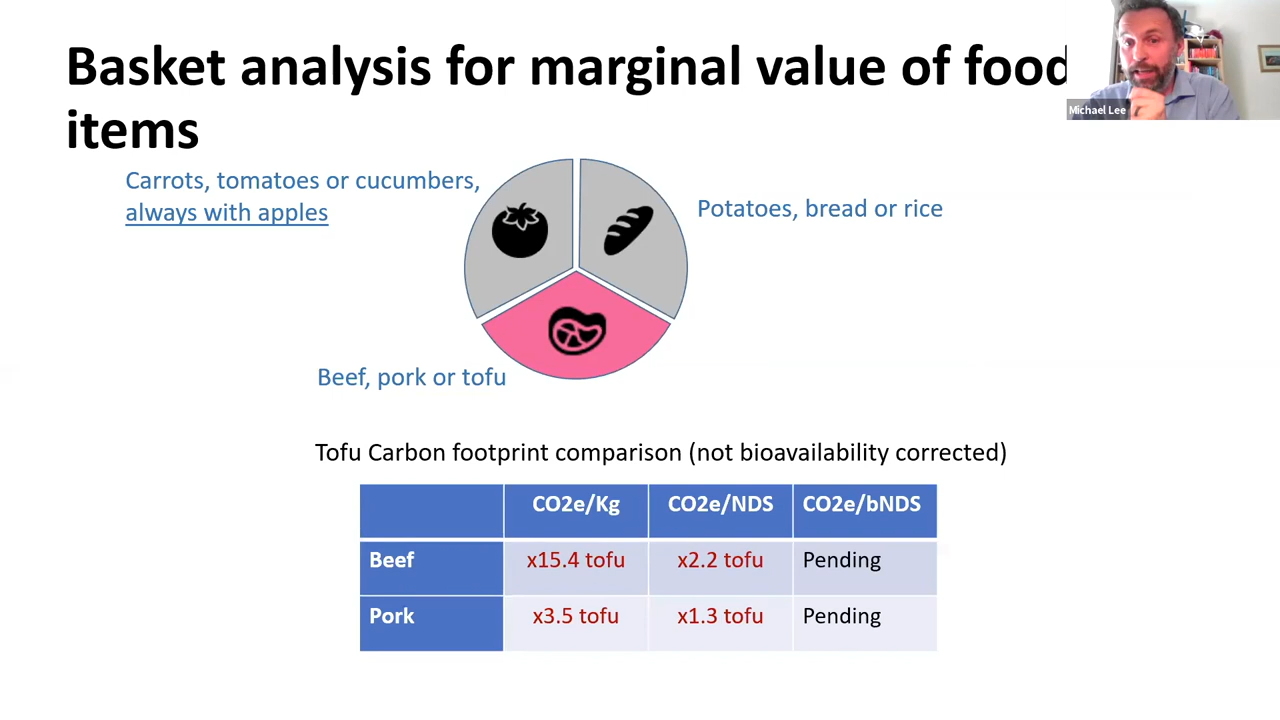 Basket analysis for marginal value of food
items
Michael Lee
Carrots, tomatoes or cucumbers,
always with apples
Potatoes, bread or rice
Beef, pork or tofu
Tofu Carbon footprint comparison (not bioavailability corrected)
CO2e/Kg CO2e/NDS CO2e/bNDS
Beef x15.4 tofu x2.2 tofu Pending
Pork x3.5 tofu x1.3 tofu Pending